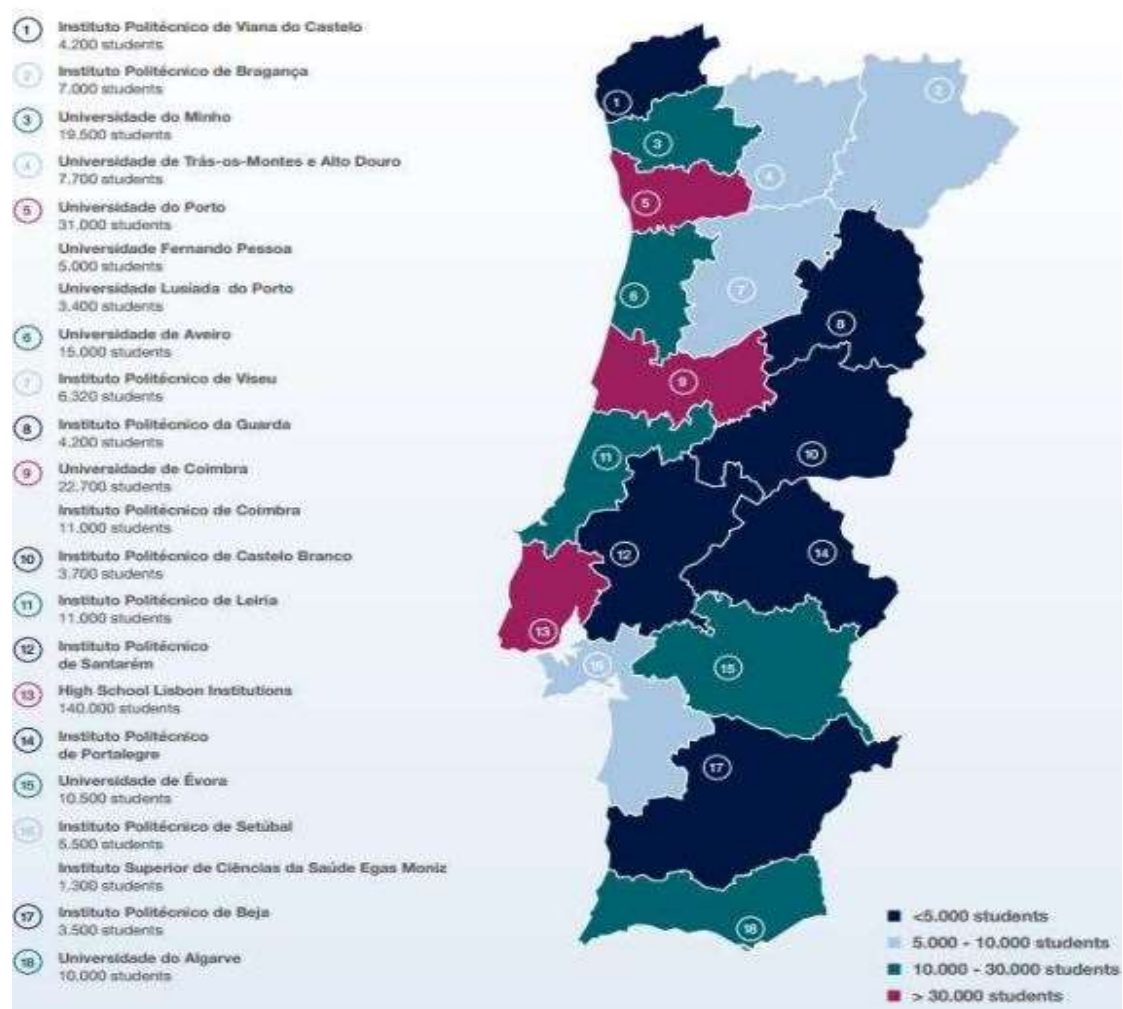 1 Instituto Politécnico de Viana do Castelo
4.200 students
2 Instituto Politécnico de Bragança
7.000 students
3 Universidade do Minho
19.500 students
4 Universidade de Trás-os-Montes e Alto Douro
7.700 students
5 Universidade do Porto
31.000 students
Universidade Fernando Pessoa
5.000 students
Universidade Lusiada do Porto
3.400 students
6 Universidade de Aveiro
15.000 students
7 Instituto Politécnico de Viseu
6.320 students
8 Instituto Politécnico da Guarda
4.200 students
9 Universidade de Coimbra
22.700 students
Instituto Politécnico de Coimbra
11.000 students
10 Instituto Politécnico de Castelo Branco
3.700 students
11 Instituto Politécnico de Leiria
11.000 students
12 Instituto Politécnico
de Santarém
13 High School Lisbon Institutions
140.000 students
14 Instituto Politécnico
de Portalegre
15 Universidade de Évora
10.500 students
16 Instituto Politécnico de Setúbal
5.500 students
Instituto Superior de Ciências da Saúde Egas Moniz
1.300 students
17 Instituto Politécnico de Beja
3.500 students
18 Universidade do Algarve
10.000 students
1
2
3
4
5
6
7
8
9
11
10
12
14
13
16
15
17
18
<5.000 students
5.000 - 10.000 students
10.000 - 30.000 students
> 30.000 students